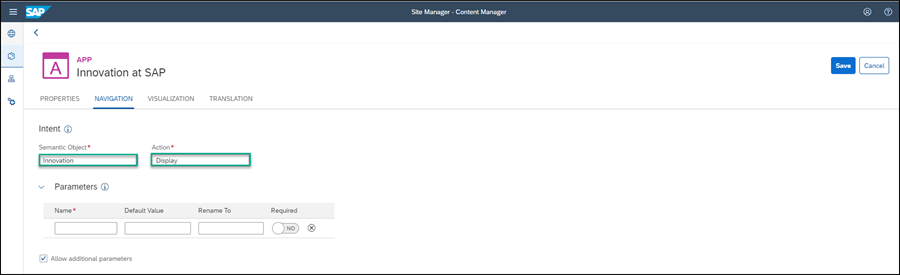 SAP
Site Manager - Content Manager
A
APP
Innovation at SAP
Save
Cancel
PROPERTIES
NAVIGATION
VISUALIZATION
TRANSLATION
Intent
Semantic Object*
Action*
Innovation
Display
Parameters
Name*
Default Value
Rename To
Required
NO
Allow additional parameters